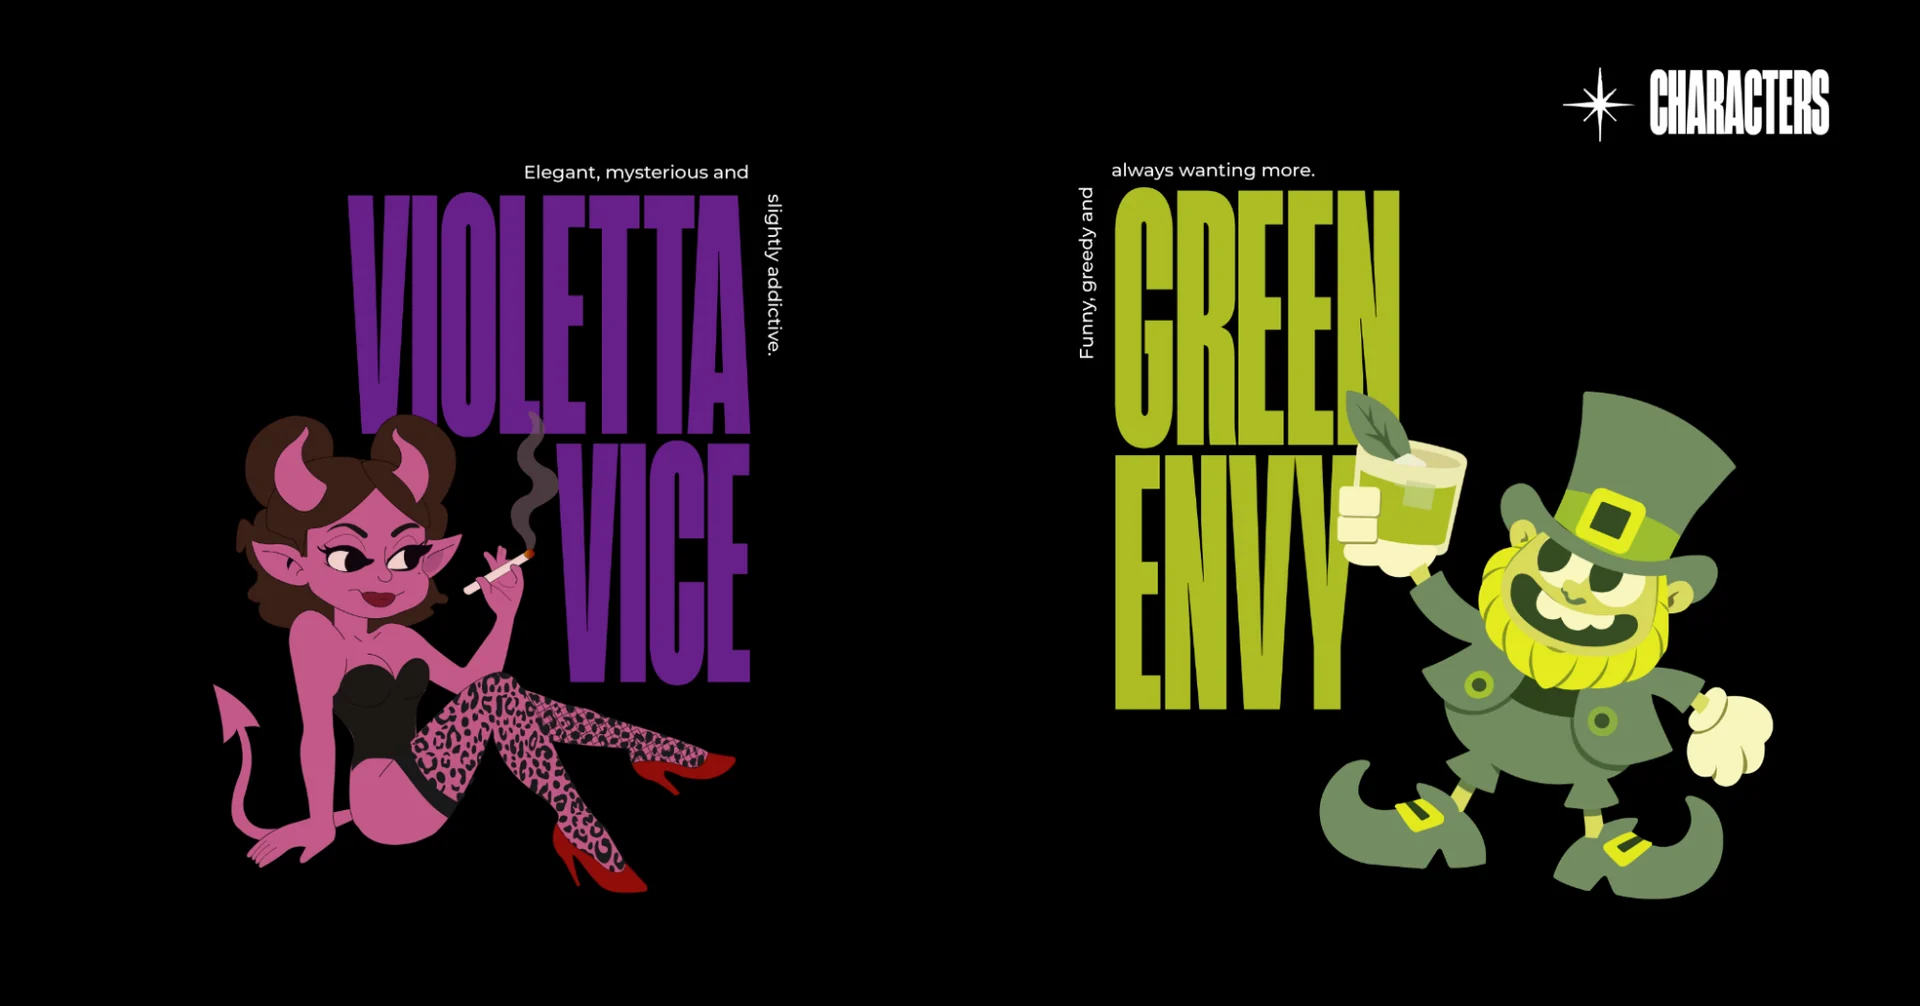 CHARACTERS
Elegant, mysterious and
slightly addictive.
VIOLETTA
VICE
Funny, greedy and
always wanting more.
GREEN
ENVY